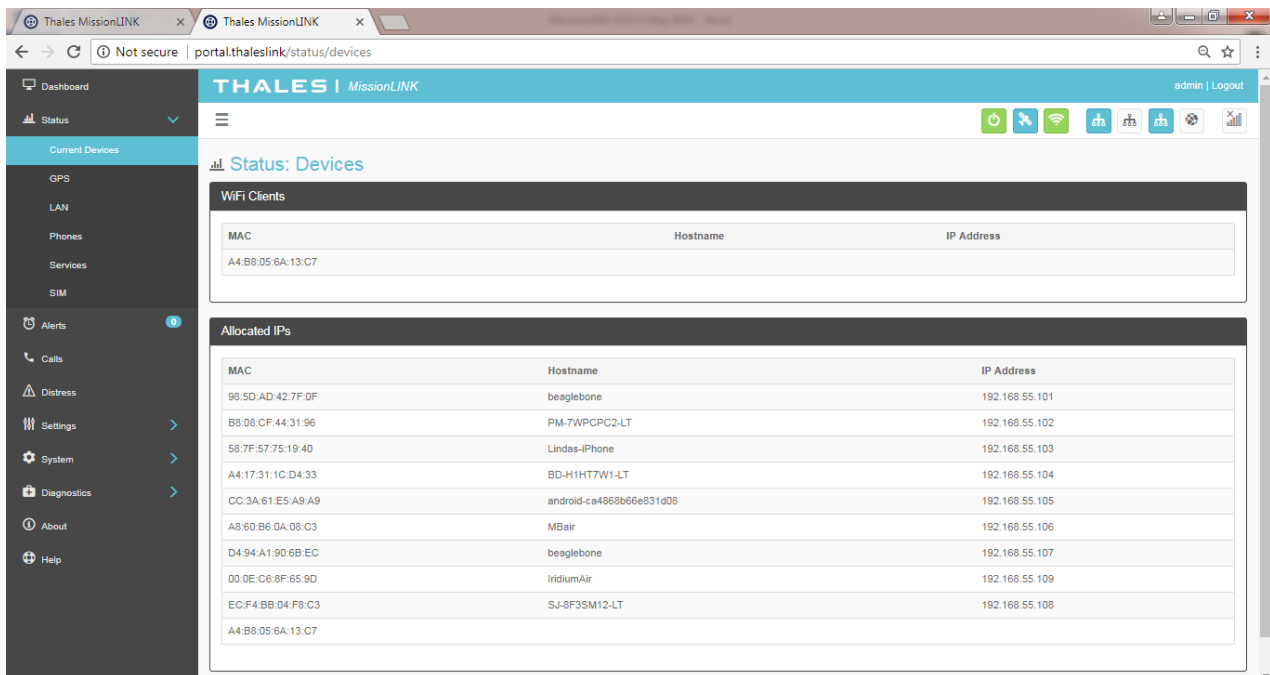 Thales MissionLINK
Thales MissionLINK
Not secure | portal.thaleslink/status/devices
Dashboard
THALES | MissionLINK
admin | Logout
Status
Current Devices
GPS
LAN
Phones
Services
SIM
Alerts 0
Calls
Distress
Settings
System
Diagnostics
About
Help
Status: Devices
WiFi Clients
MAC Hostname IP Address
A4:B8:05:6A:13:C7
Allocated IPs
MAC Hostname IP Address
98:5D:AD:42:7F:0F beaglebone 192.168.55.101
B8:08:CF:44:31:96 PM-7WPCPC2-LT 192.168.55.102
58:7F:57:75:19:40 Lindas-iPhone 192.168.55.103
A4:17:31:1C:D4:33 BD-H1HT7W1-LT 192.168.55.104
CC:3A:61:E5:A9:A9 android-ca4868b66e831d08 192.168.55.105
A8:60:B6:0A:08:C3 MBair 192.168.55.106
D4:94:A1:90:6B:EC beaglebone 192.168.55.107
00:0E:C6:8F:65:9D IridiumAir 192.168.55.109
EC:F4:BB:04:F8:C3 SJ-8F3SM12-LT 192.168.55.108
A4:B8:05:6A:13:C7